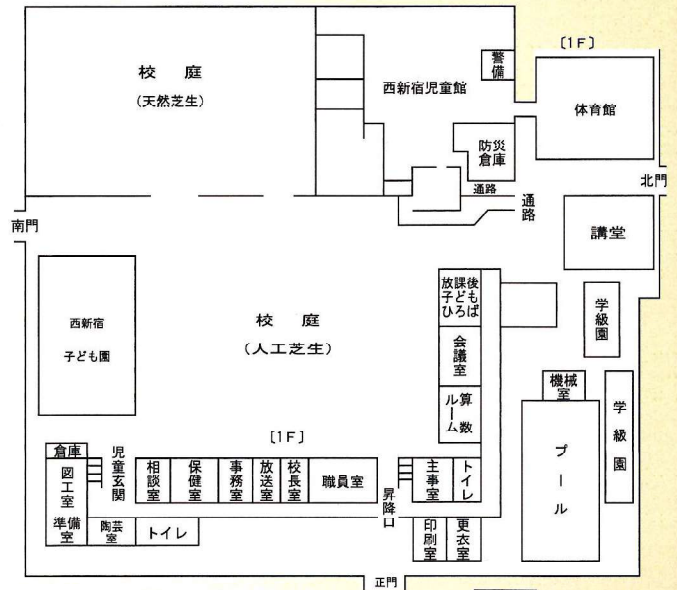 〔1F〕
校　庭
(天然芝生)
警備
西新宿児童館
体育館
防災
倉庫
通路
通路
北門
南門
講堂
西新宿
子ども園
校　庭
(人工芝生)
放課後
子ども
ひろば
学級園
会議室
算数
ルーム
機械
室
学級園
プール
〔1F〕
倉庫
児童玄関
相談室
保健室
事務室
放送室
校長室
職員室
昇降口
主事室
トイレ
図工室
準備室
陶芸室
トイレ
印刷室
更衣室
正門